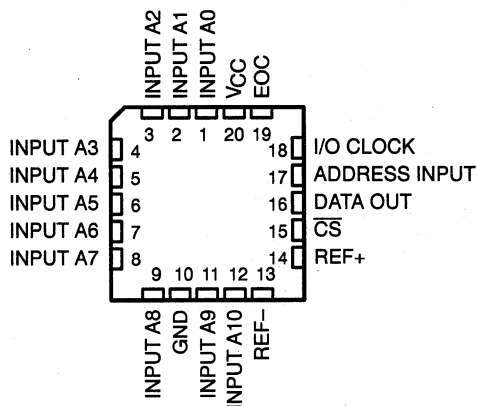 INPUT A2
INPUT A1
INPUT A0
VCC
EOC
3 2 1 20 19
INPUT A3 4
INPUT A4 5
INPUT A5 6
INPUT A6 7
INPUT A7 8
18 I/O CLOCK
17 ADDRESS INPUT
16 DATA OUT
15 C̅S̅
14 REF+
9 10 11 12 13
INPUT A8
GND
INPUT A9
INPUT A10
REF–